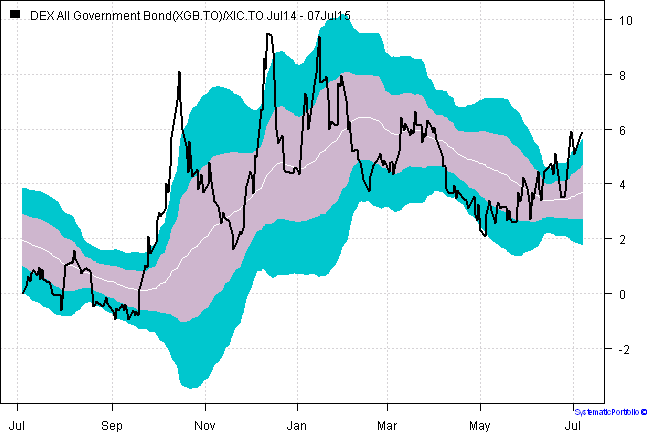 DEX All Government Bond(XGB.TO)/XIC.TO Jul14 - 07Jul15
10
8
6
4
2
0
-2
Jul Sep Nov Jan Mar May Jul
SystematicPortfolio ©